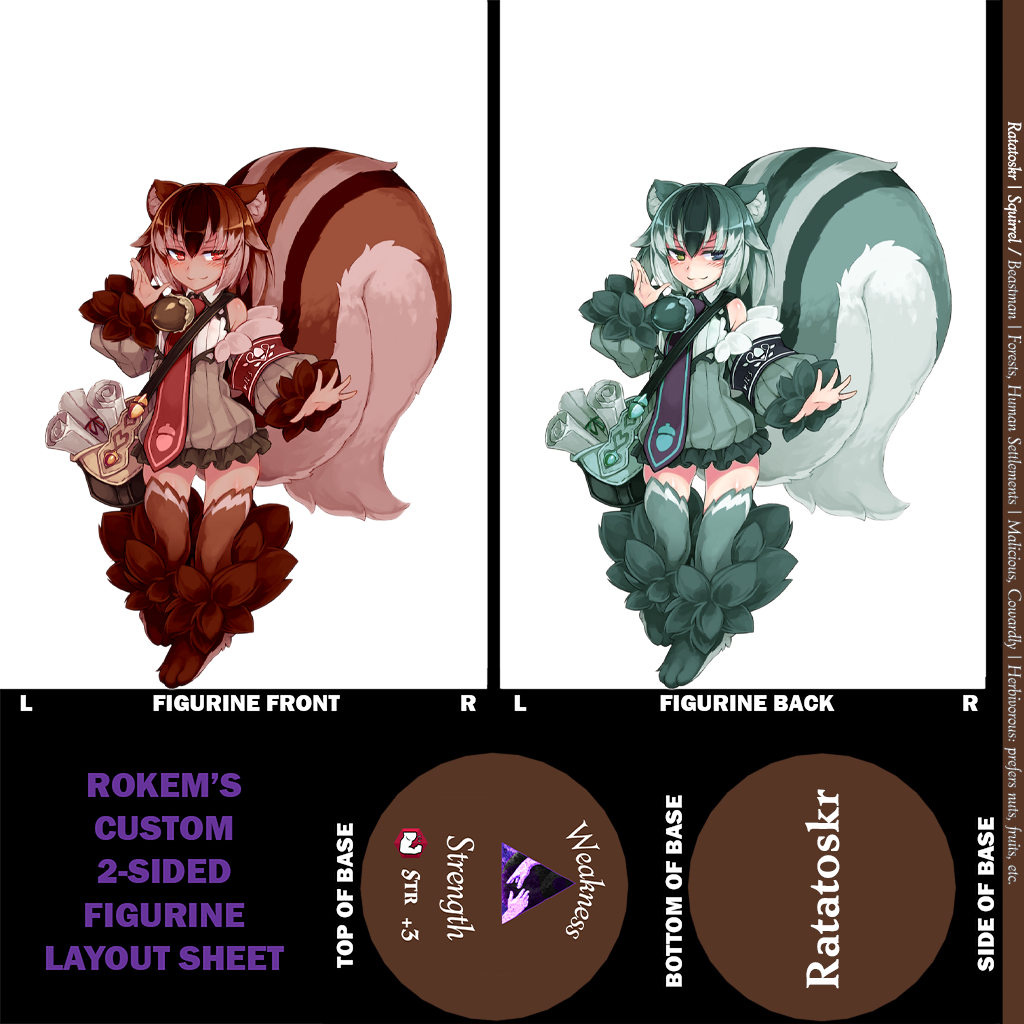 L FIGURINE FRONT R
L FIGURINE BACK R
ROKEM'S
CUSTOM
2-SIDED
FIGURINE
LAYOUT SHEET
TOP OF BASE
Weakness
Strength
STR +3
BOTTOM OF BASE
Ratatoskr
SIDE OF BASE
Ratatoskr | Squirrel / Beastman | Forests, Human Settlements | Malicious, Cowardly | Herbivorous: prefers nuts, fruits, etc.